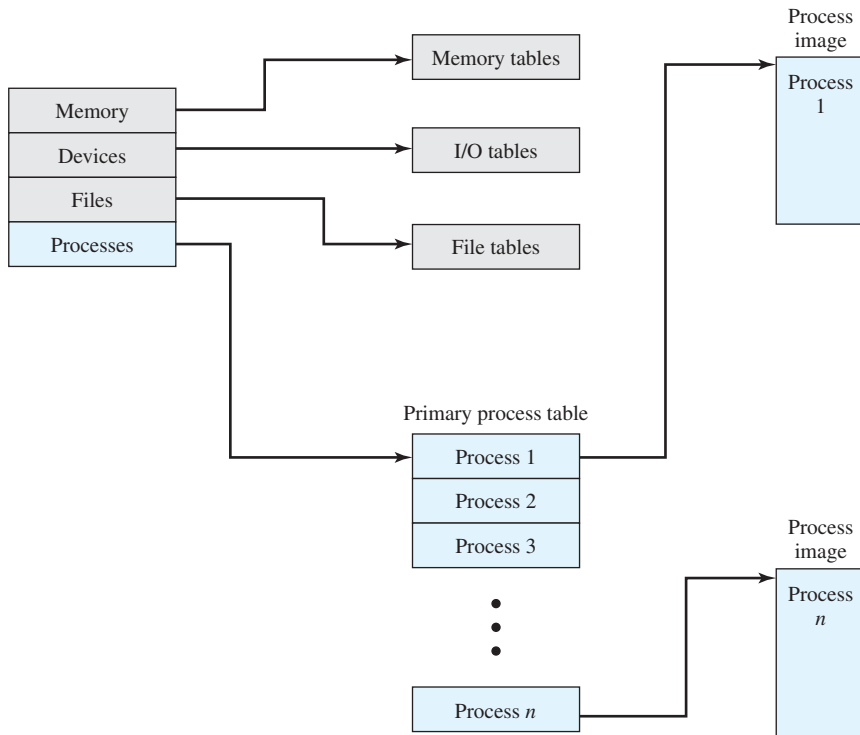 Process
image
Process
1
Memory tables
Memory
Devices
I/O tables
Files
Processes
File tables
Primary process table
Process 1
Process 2
Process 3
Process n
Process
image
Process
n